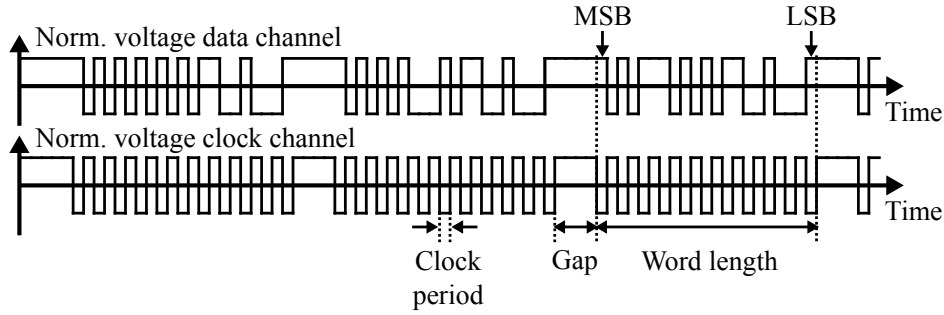 MSB LSB
Norm. voltage data channel
Time
Norm. voltage clock channel
Time
Clock period
Gap
Word length